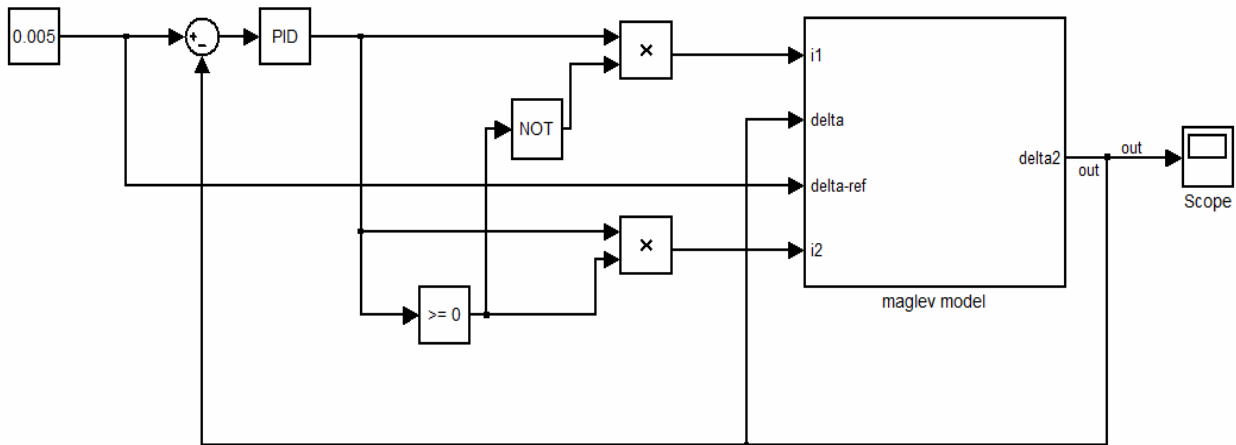 0.005
+
−
PID
×
NOT
>= 0
×
i1
delta
delta-ref
i2
delta2
maglev model
out
out
Scope